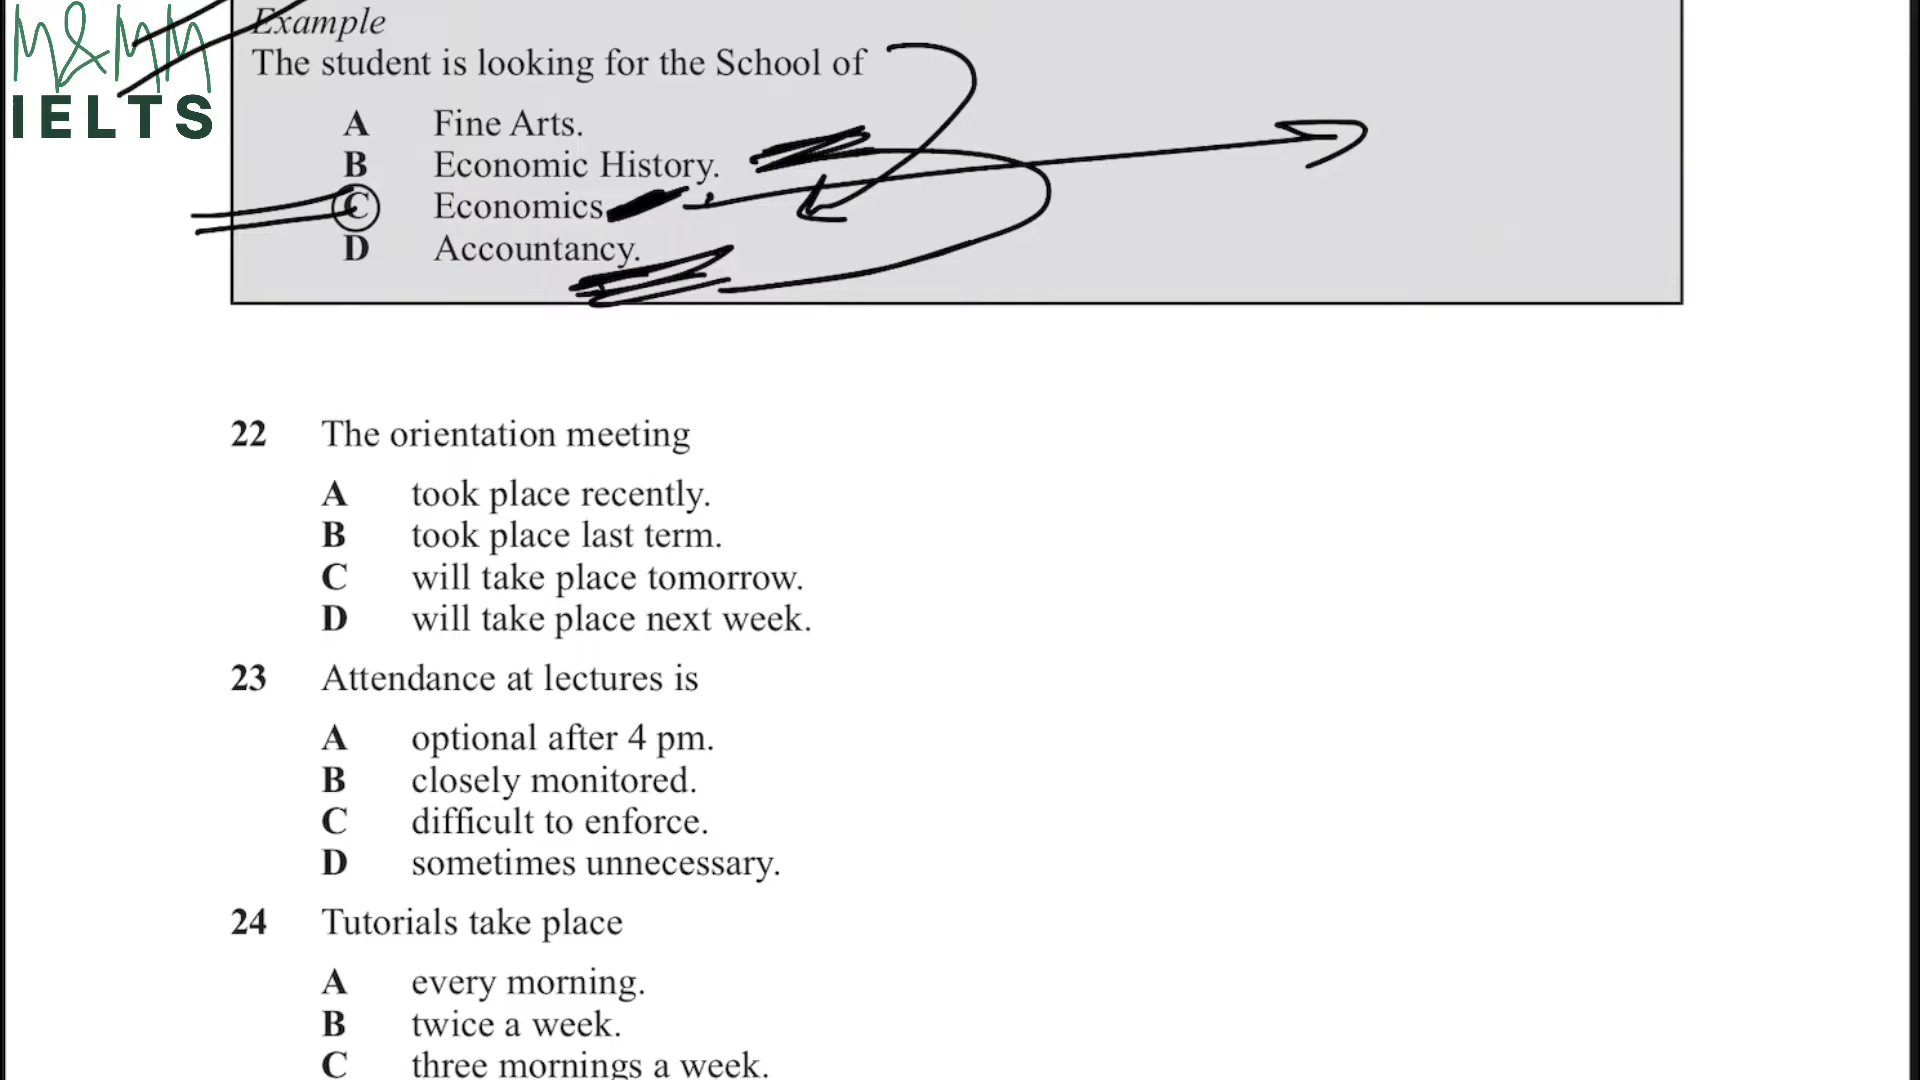 M&M
IELTS
Example
The student is looking for the School of
A Fine Arts.
B Economic History.
C Economics
D Accountancy.
22 The orientation meeting
A took place recently.
B took place last term.
C will take place tomorrow.
D will take place next week.
23 Attendance at lectures is
A optional after 4 pm.
B closely monitored.
C difficult to enforce.
D sometimes unnecessary.
24 Tutorials take place
A every morning.
B twice a week.
C three mornings a week.